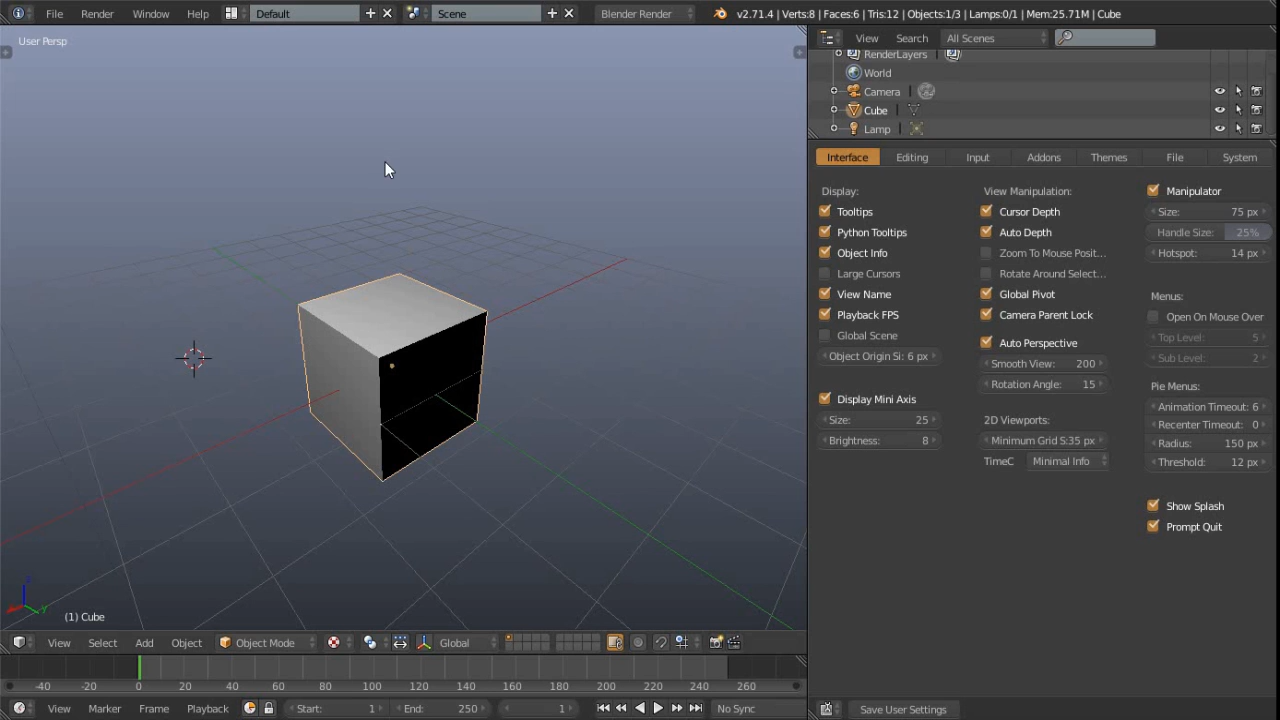 File Render Window Help Default Scene Blender Render v2.71.4 | Verts:8 | Faces:6 | Tris:12 | Objects:1/3 | Lamps:0/1 | Mem:25.71M | Cube
User Persp
View Search All Scenes
RenderLayers
World
Camera
Cube
Lamp
Interface Editing Input Addons Themes File System
Display:
Tooltips
Python Tooltips
Object Info
Large Cursors
View Name
Playback FPS
Global Scene
Object Origin Si: 6 px
Display Mini Axis
Size: 25
Brightness: 8
View Manipulation:
Cursor Depth
Auto Depth
Zoom To Mouse Posit...
Rotate Around Select...
Global Pivot
Camera Parent Lock
Auto Perspective
Smooth View: 200
Rotation Angle: 15
2D Viewports:
Minimum Grid S:35 px
TimeC Minimal Info
Manipulator
Size: 75 px
Handle Size: 25%
Hotspot: 14 px
Menus:
Open On Mouse Over
Top Level: 5
Sub Level: 2
Pie Menus:
Animation Timeout: 6
Recenter Timeout: 0
Radius: 150 px
Threshold: 12 px
Show Splash
Prompt Quit
(1) Cube
View Select Add Object Object Mode Global
-40 -20 0 20 40 60 80 100 120 140 160 180 200 220 240 260
View Marker Frame Playback Start: 1 End: 250 1 No Sync
Save User Settings